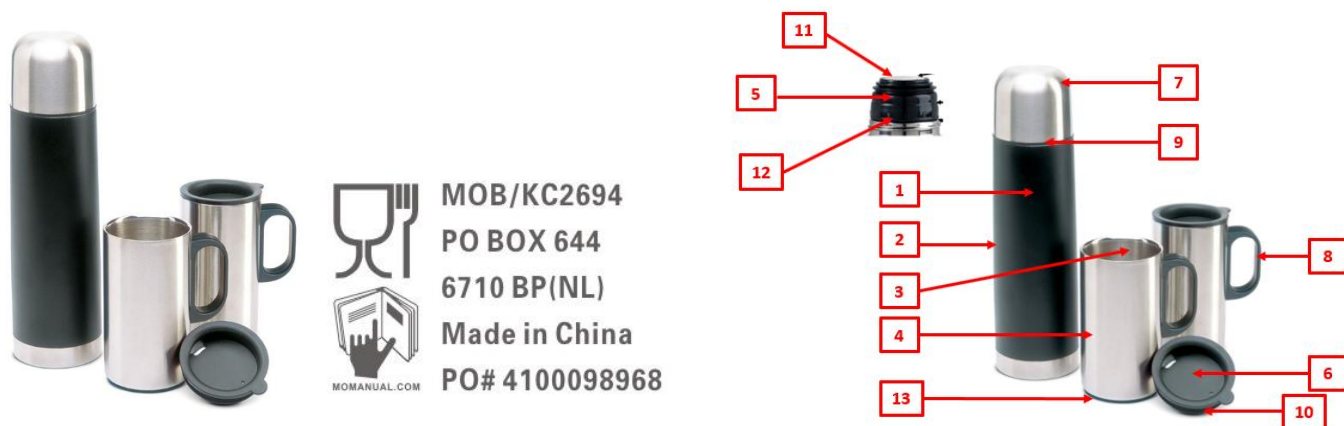 MOB/KC2694
PO BOX 644
6710 BP(NL)
Made in China
MOMANUAL.COM
PO# 4100098968
11
5
12
7
9
1
2
3
4
13
8
6
10